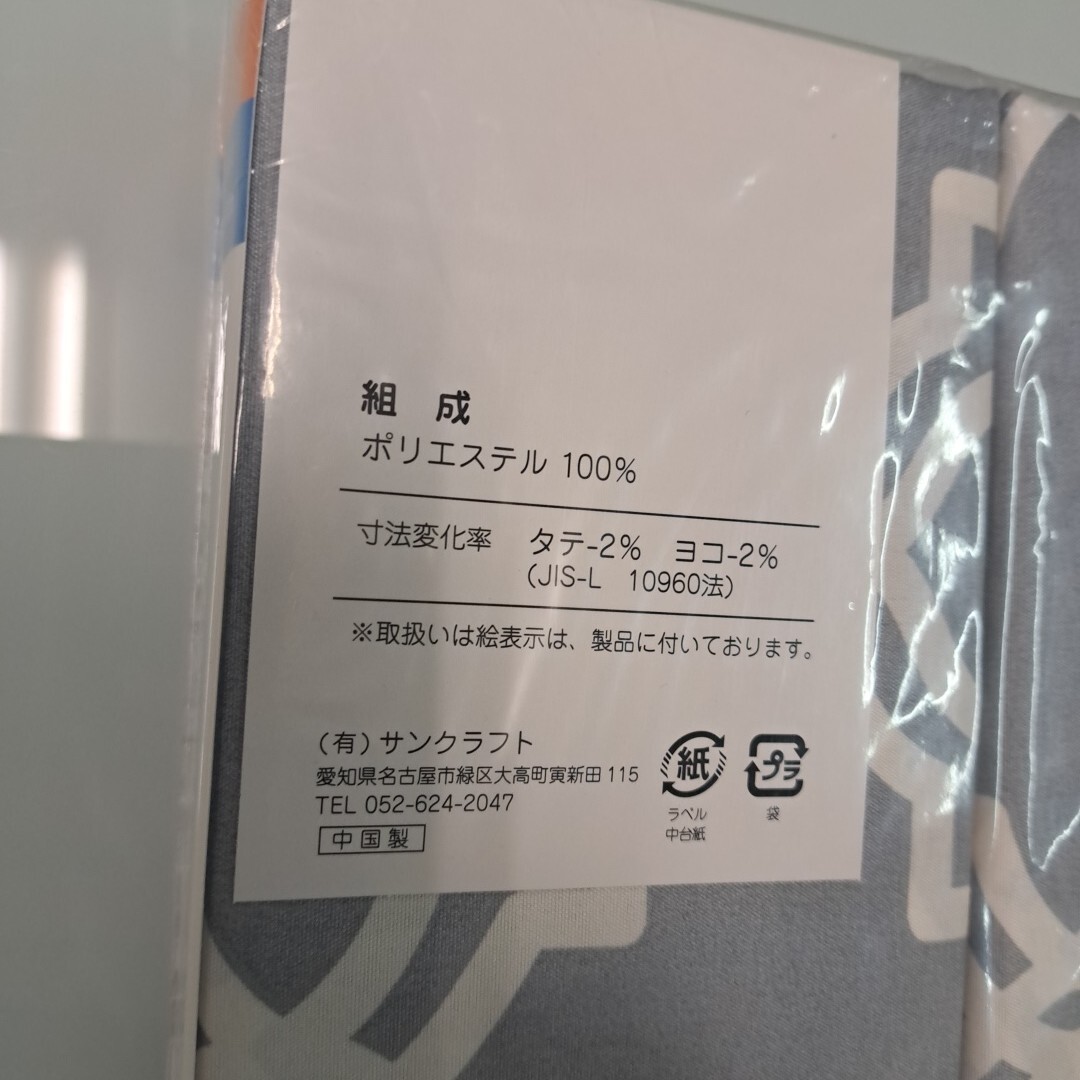 組 成
ポリエステル 100%
寸法変化率 タテ-2% ヨコ-2%
(JIS-L 10960法)
※取扱いは絵表示は、製品に付いております。
(有)サンクラフト
愛知県名古屋市緑区大高町寅新田115
TEL 052-624-2047
中国製
紙
ラベル
中台紙
プラ
袋